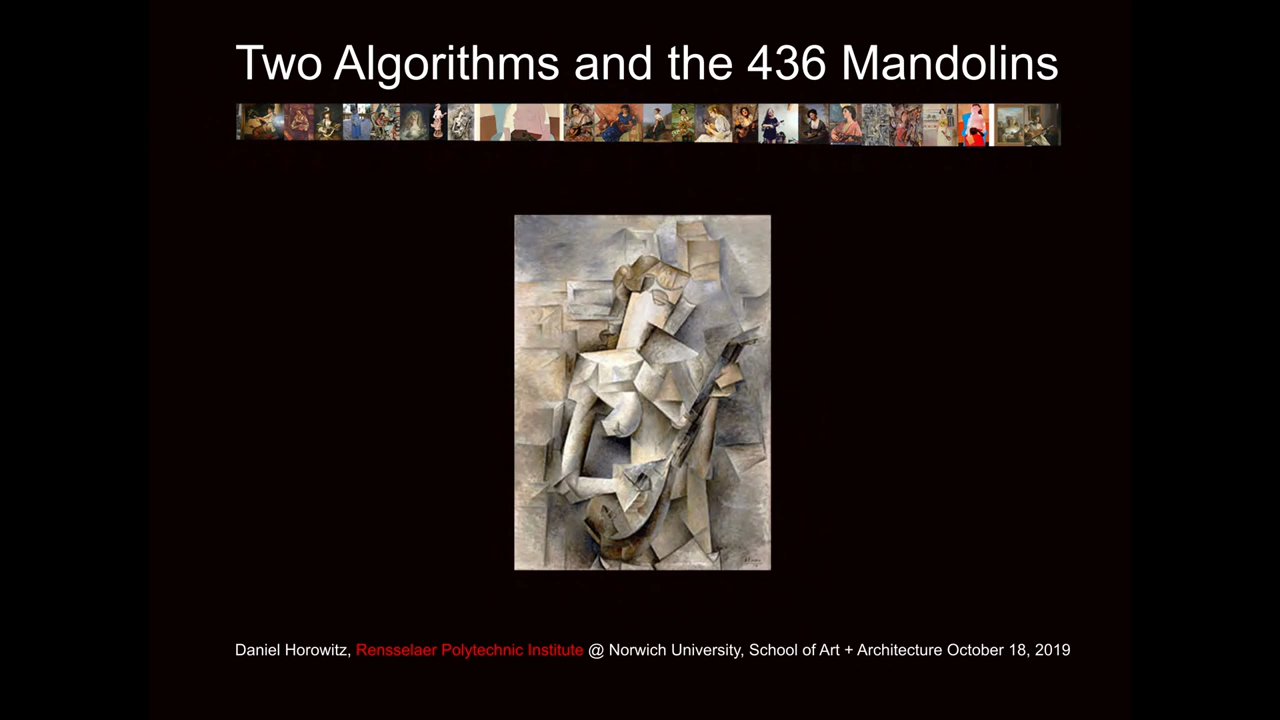 Two Algorithms and the 436 Mandolins
Daniel Horowitz, Rensselaer Polytechnic Institute @ Norwich University, School of Art + Architecture October 18, 2019